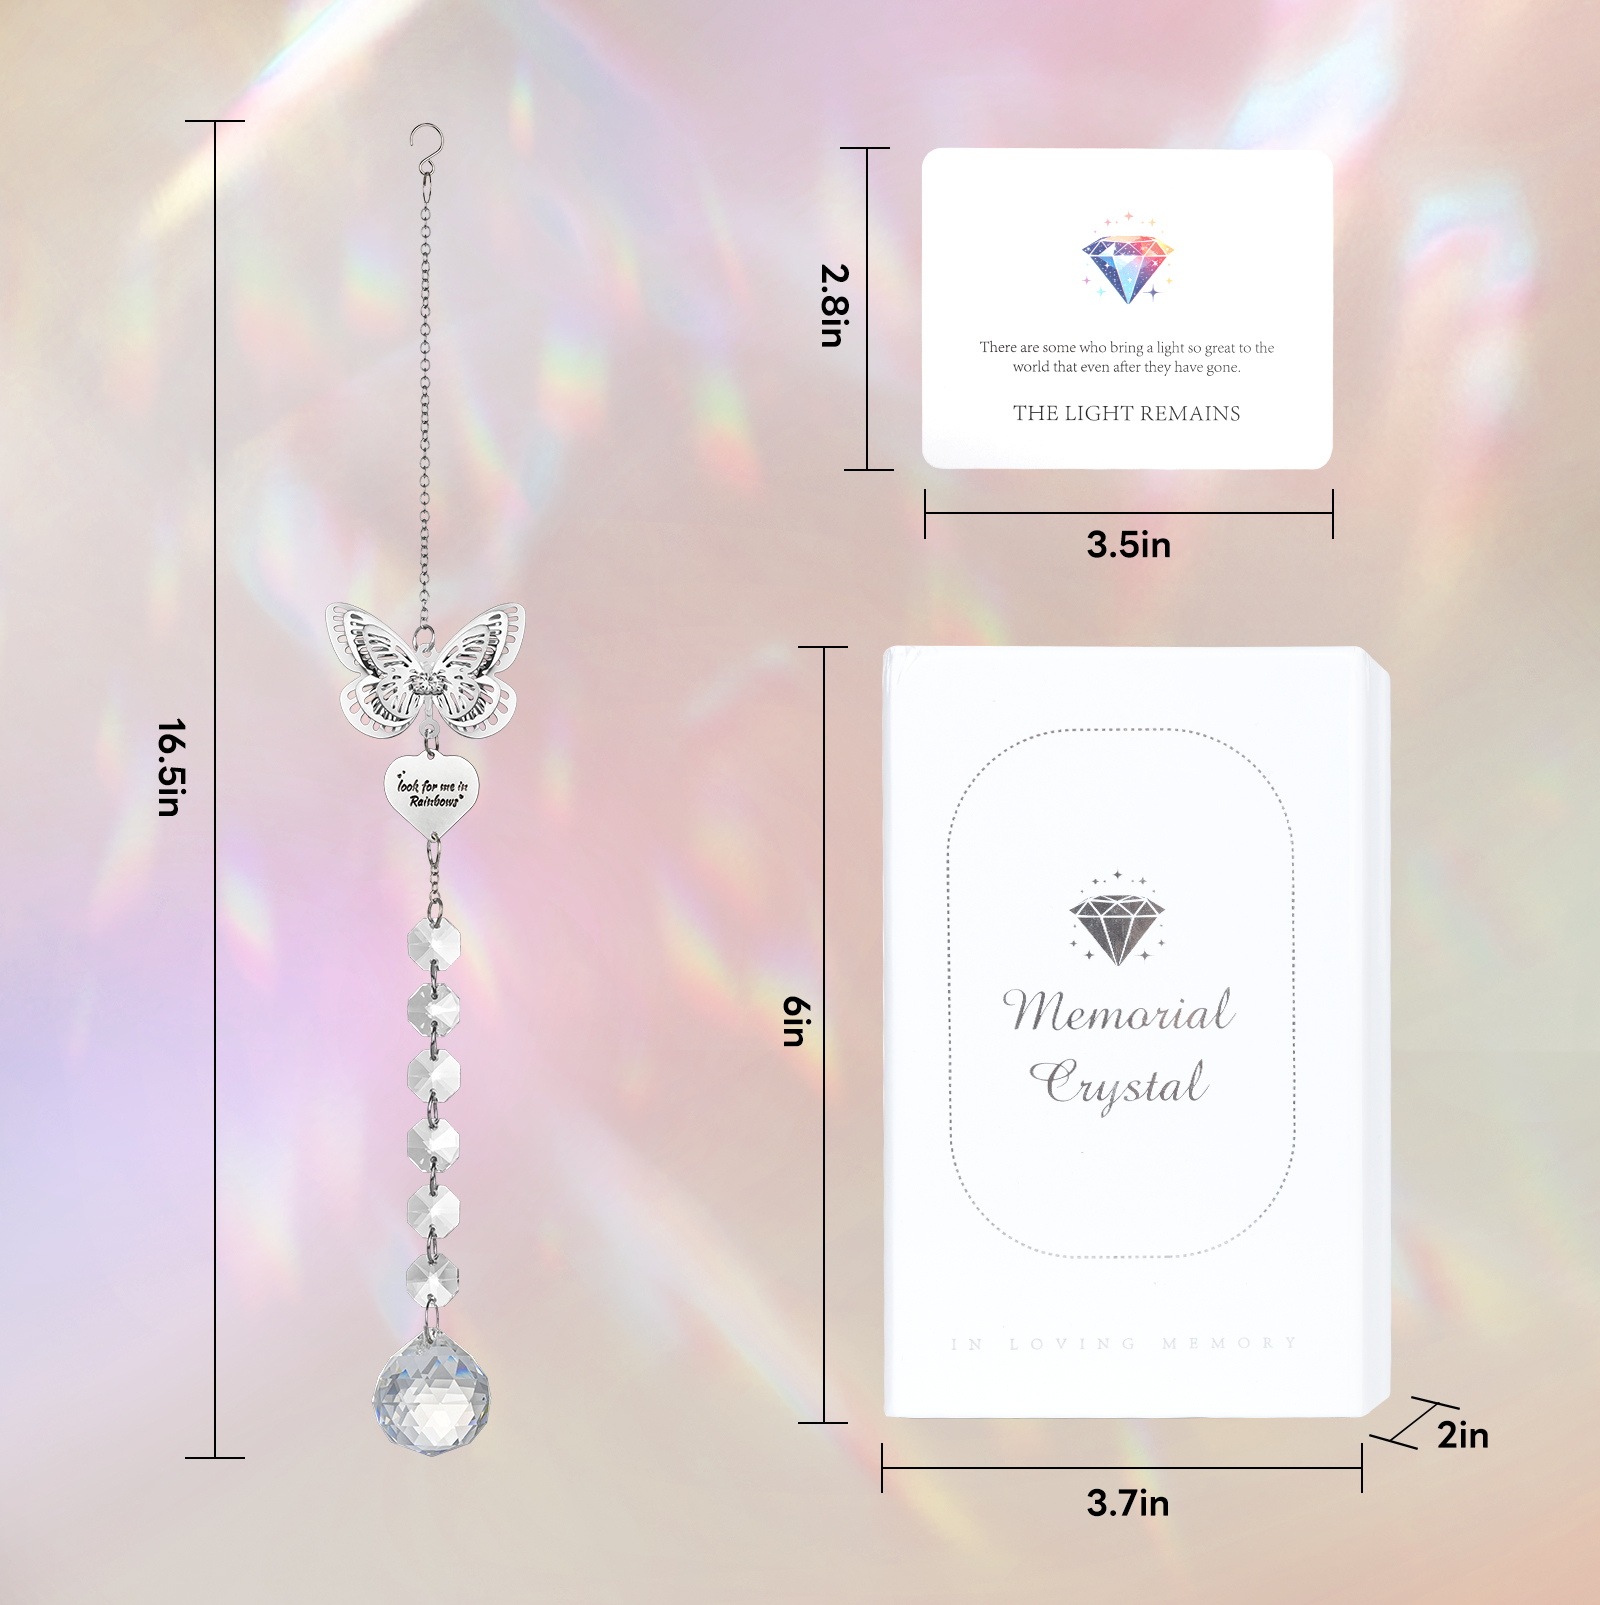 16.5in
look for me in
Rainbows
2.8in
There are some who bring a light so great to the
world that even after they have gone.
THE LIGHT REMAINS
3.5in
6in
Memorial
Crystal
IN LOVING MEMORY
2in
3.7in